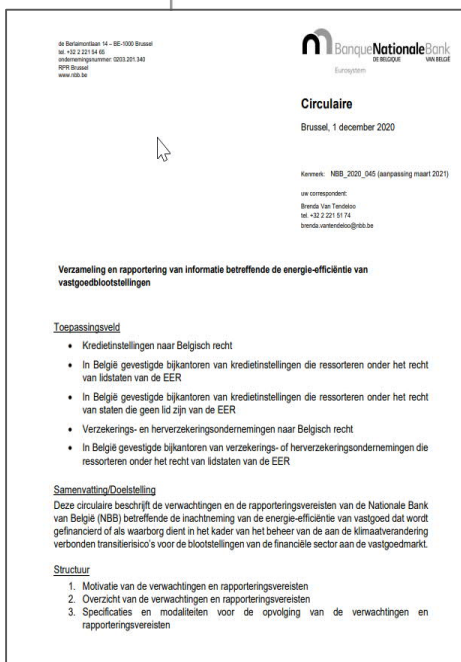 de Berlaimontlaan 14 – BE-1000 Brussel
tel. +32 2 221 54 65
ondernemingsnummer: 0203.201.340
RPR Brussel
www.nbb.be
BanqueNationaleBank
DE BELGIQUE VAN BELGIË
Eurosystem
Circulaire
Brussel, 1 december 2020
Kenmerk: NBB_2020_045 (aanpassing maart 2021)
uw correspondent:
Brenda Van Tendeloo
tel. +32 2 221 51 74
brenda.vantendeloo@nbb.be
Verzameling en rapportering van informatie betreffende de energie-efficiëntie van
vastgoedblootstellingen
Toepassingsveld
• Kredietinstellingen naar Belgisch recht
• In België gevestigde bijkantoren van kredietinstellingen die ressorteren onder het recht
van lidstaten van de EER
• In België gevestigde bijkantoren van kredietinstellingen die ressorteren onder het recht
van staten die geen lid zijn van de EER
• Verzekerings- en herverzekeringsondernemingen naar Belgisch recht
• In België gevestigde bijkantoren van verzekerings- of herverzekeringsondernemingen die
ressorteren onder het recht van lidstaten van de EER
Samenvatting/Doelstelling
Deze circulaire beschrijft de verwachtingen en de rapporteringsvereisten van de Nationale Bank
van België (NBB) betreffende de inachtneming van de energie-efficiëntie van vastgoed dat wordt
gefinancierd of als waarborg dient in het kader van het beheer van de aan de klimaatverandering
verbonden transitierisico's voor de blootstellingen van de financiële sector aan de vastgoedmarkt.
Structuur
1. Motivatie van de verwachtingen en rapporteringsvereisten
2. Overzicht van de verwachtingen en rapporteringsvereisten
3. Specificaties en modaliteiten voor de opvolging van de verwachtingen en
rapporteringsvereisten